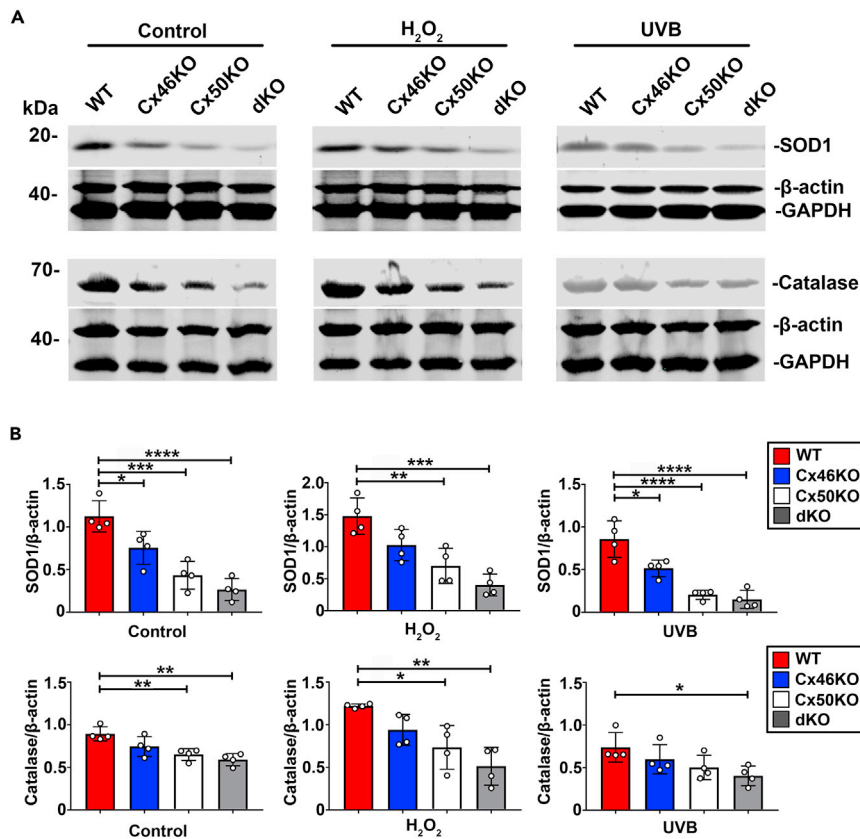 A
Control H₂O₂ UVB
WT Cx46KO Cx50KO dKO WT Cx46KO Cx50KO dKO WT Cx46KO Cx50KO dKO
kDa
20- -SOD1
40- -β-actin
-GAPDH
70- -Catalase
-β-actin
40- -GAPDH
B
**** *** **** WT
*** ** **** Cx46KO
* * Cx50KO
dKO
SOD1/β-actin 1.5 1.0 0.5 0
Control
SOD1/β-actin 2.0 1.5 1.0 0.5 0
H₂O₂
SOD1/β-actin 1.5 1.0 0.5 0
UVB
** ** * WT
** * Cx46KO
Cx50KO
dKO
Catalase/β-actin 1.5 1.0 0.5 0
Control
Catalase/β-actin 1.5 1.0 0.5 0
H₂O₂
Catalase/β-actin 1.5 1.0 0.5 0
UVB